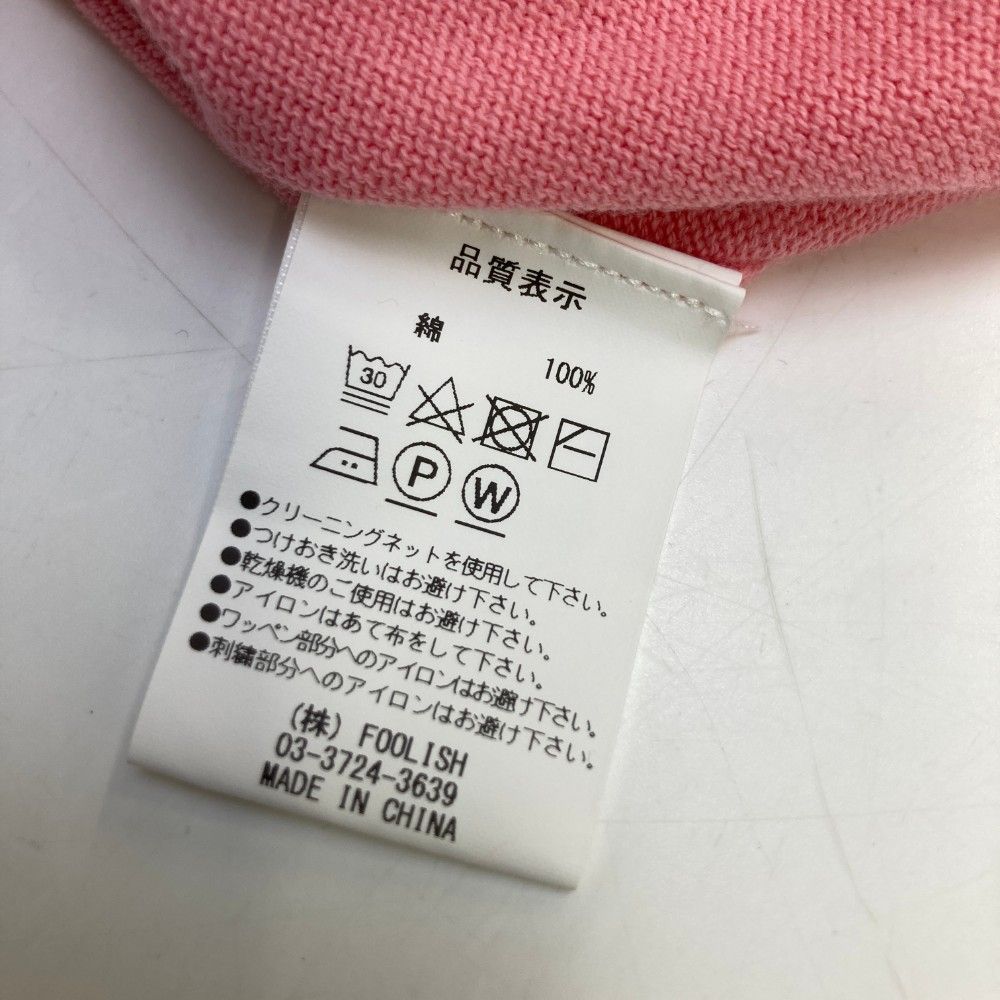 品質表示
綿 100%
30
P W
●クリーニングネットを使用して下さい。
●つけおき洗いはお避け下さい。
●乾燥機のご使用はお避け下さい。
●アイロンはあて布をして下さい。
●ワッペン部分へのアイロンはお避け下さい。
●刺繍部分へのアイロンはお避け下さい。
(株) FOOLISH
03-3724-3639
MADE IN CHINA